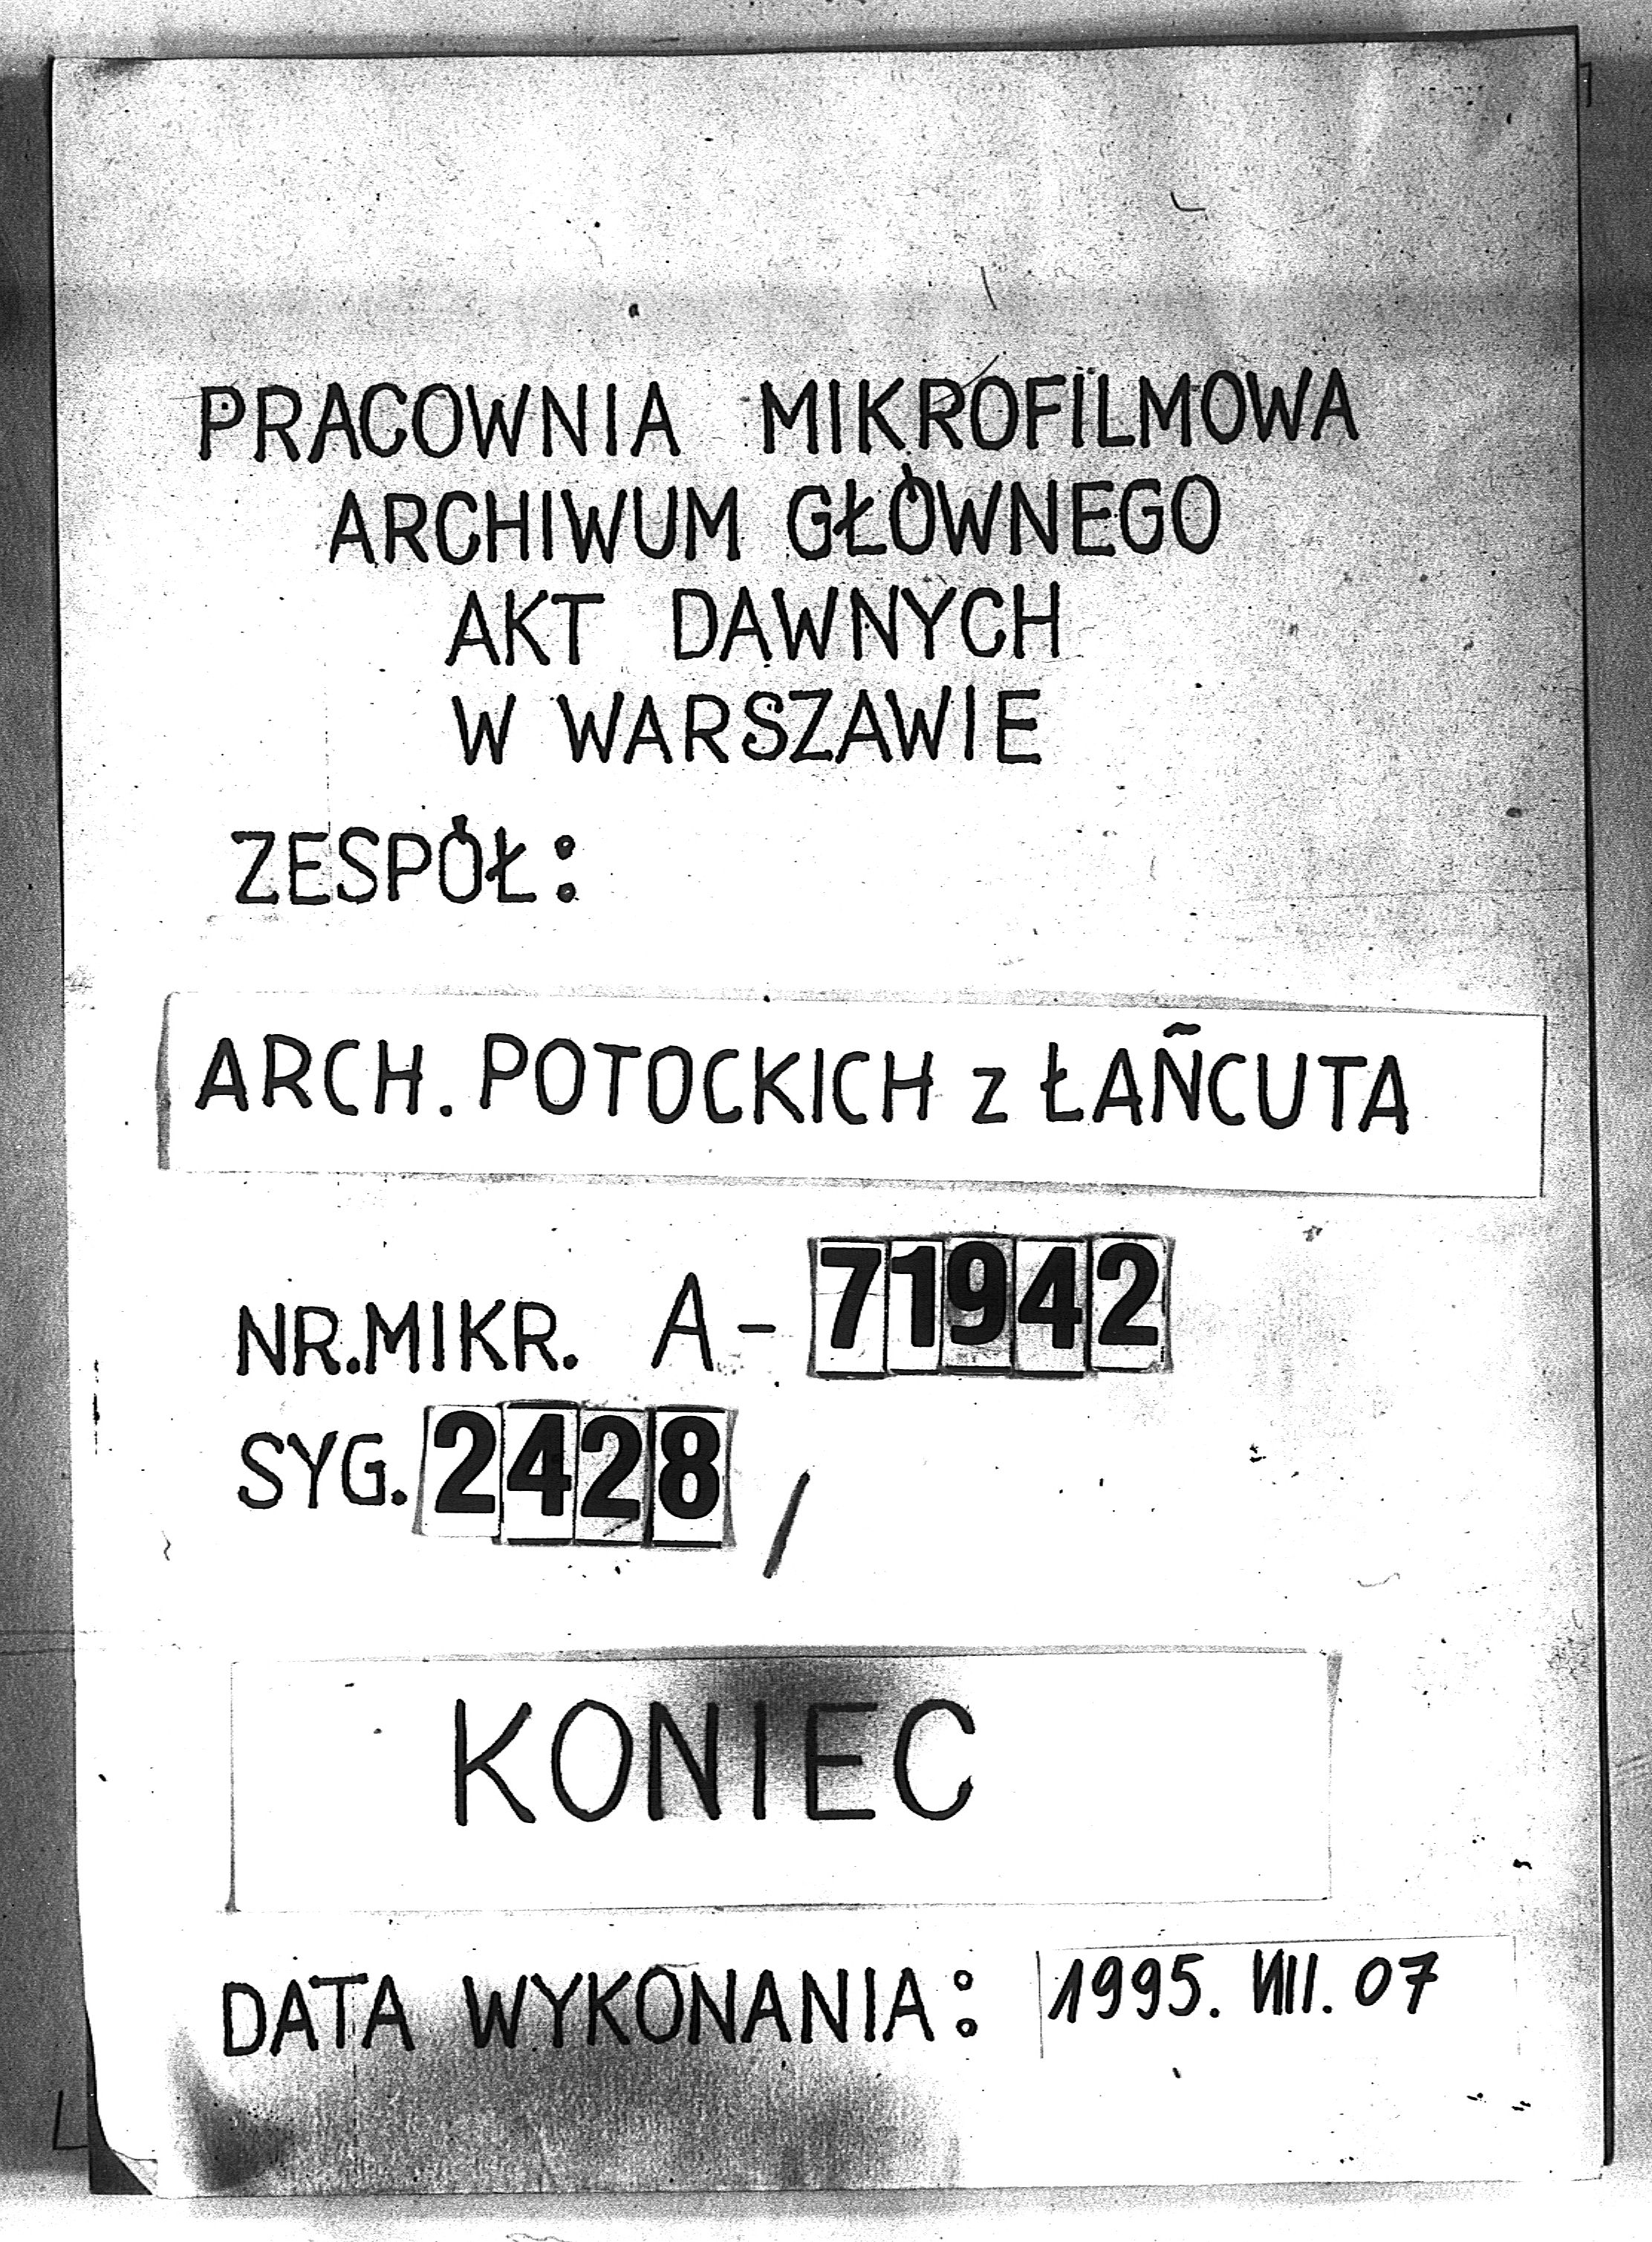 PRACOWNIA MIKROFILMOWA
ARCHIWUM GŁÓWNEGO
AKT DAWNYCH
W WARSZAWIE
ZESPÓŁ:
ARCH. POTOCKICH z ŁAÑCUTA
NR.MIKR. A-71942
SYG. 2428 /
KONIEC
DATA WYKONANIA: 1995. VIII. 07